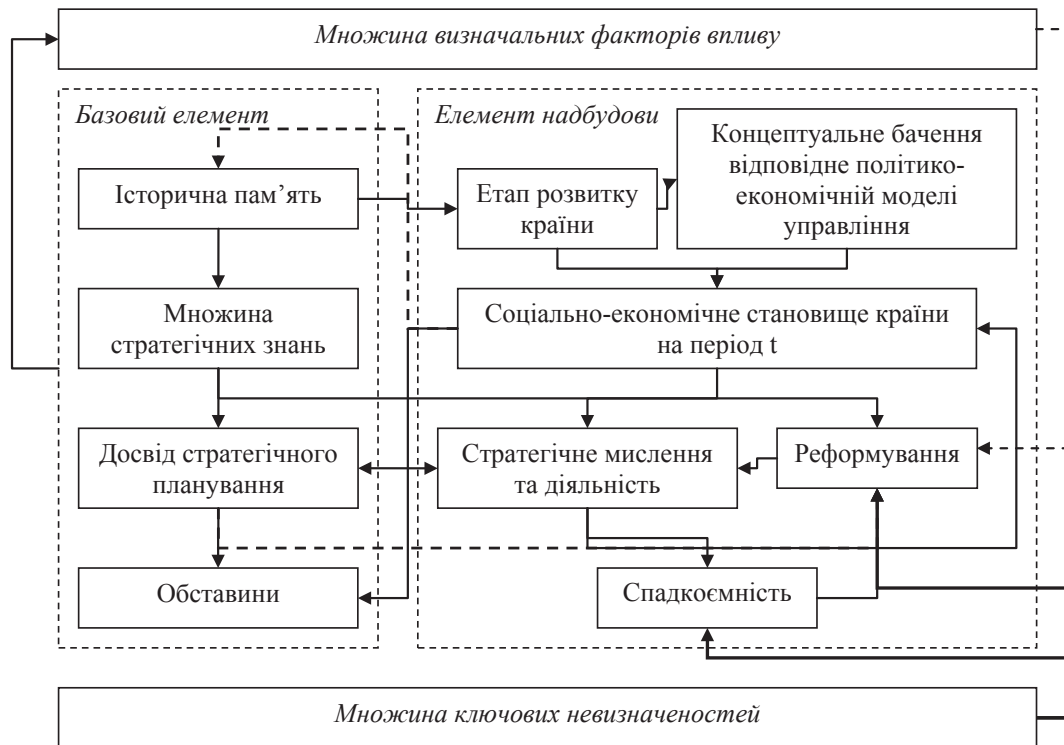 Множина визначальних факторів впливу
Базовий елемент
Елемент надбудови
Історична пам’ять
Етап розвитку
країни
Концептуальне бачення
відповідне політико-
економічній моделі
управління
Множина
стратегічних знань
Соціально-економічне становище країни
на період t
Досвід стратегічного
планування
Стратегічне мислення
та діяльність
Реформування
Обставини
Спадкоємність
Множина ключових невизначеностей